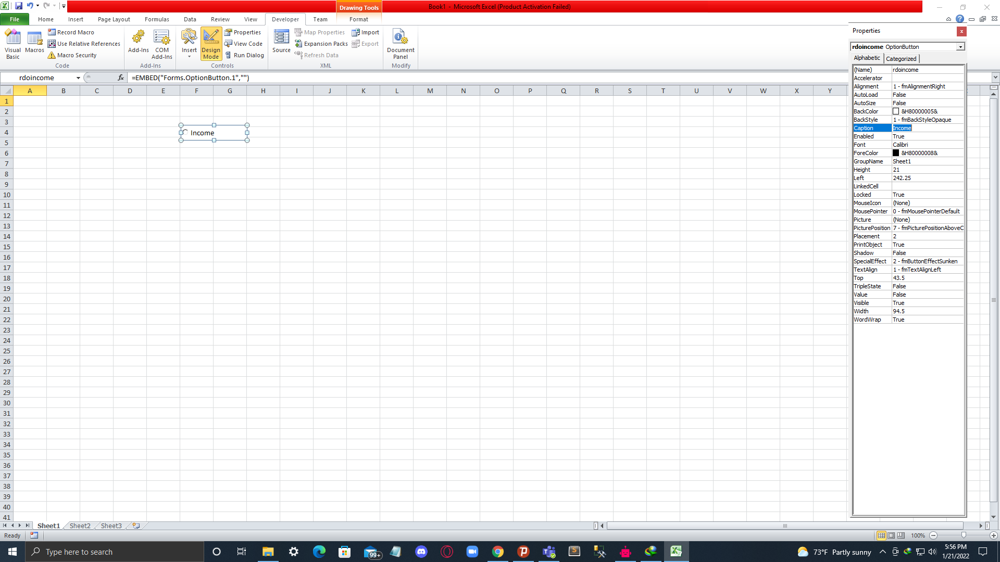 Drawing Tools
Book1 - Microsoft Excel (Product Activation Failed)
File Home Insert Page Layout Formulas Data Review View Developer Team Format
Visual Basic
Macros
Record Macro
Use Relative References
Macro Security
Code
Add-Ins
COM Add-Ins
Add-Ins
Insert
Design Mode
Properties
View Code
Run Dialog
Controls
Source
Map Properties
Expansion Packs
Refresh Data
Import
Export
XML
Document Panel
Modify
rdoincome
fx
=EMBED("Forms.OptionButton.1","")
A B C D E F G H I J K L M N O P Q R S T U V W X Y
1
2
3
4
5
6
7
8
9
10
11
12
13
14
15
16
17
18
19
20
21
22
23
24
25
26
27
28
29
30
31
32
33
34
35
36
37
38
39
40
41
Income
Properties
x
rdoincome OptionButton
Alphabetic Categorized
(Name) rdoincome
Accelerator
Alignment 1 - fmAlignmentRight
AutoLoad False
AutoSize False
BackColor &H80000005&
BackStyle 1 - fmBackStyleOpaque
Caption Income
Enabled True
Font Calibri
ForeColor &H80000008&
GroupName Sheet1
Height 21
Left 242.25
LinkedCell
Locked True
MouseIcon (None)
MousePointer 0 - fmMousePointerDefault
Picture (None)
PicturePosition 7 - fmPicturePositionAboveC
Placement 2
PrintObject True
Shadow False
SpecialEffect 2 - fmButtonEffectSunken
TextAlign 1 - fmTextAlignLeft
Top 43.5
TripleState False
Value False
Visible True
Width 94.5
WordWrap True
Sheet1 Sheet2 Sheet3
Ready
100%
Type here to search
99+
73°F Partly sunny
5:56 PM
1/21/2022